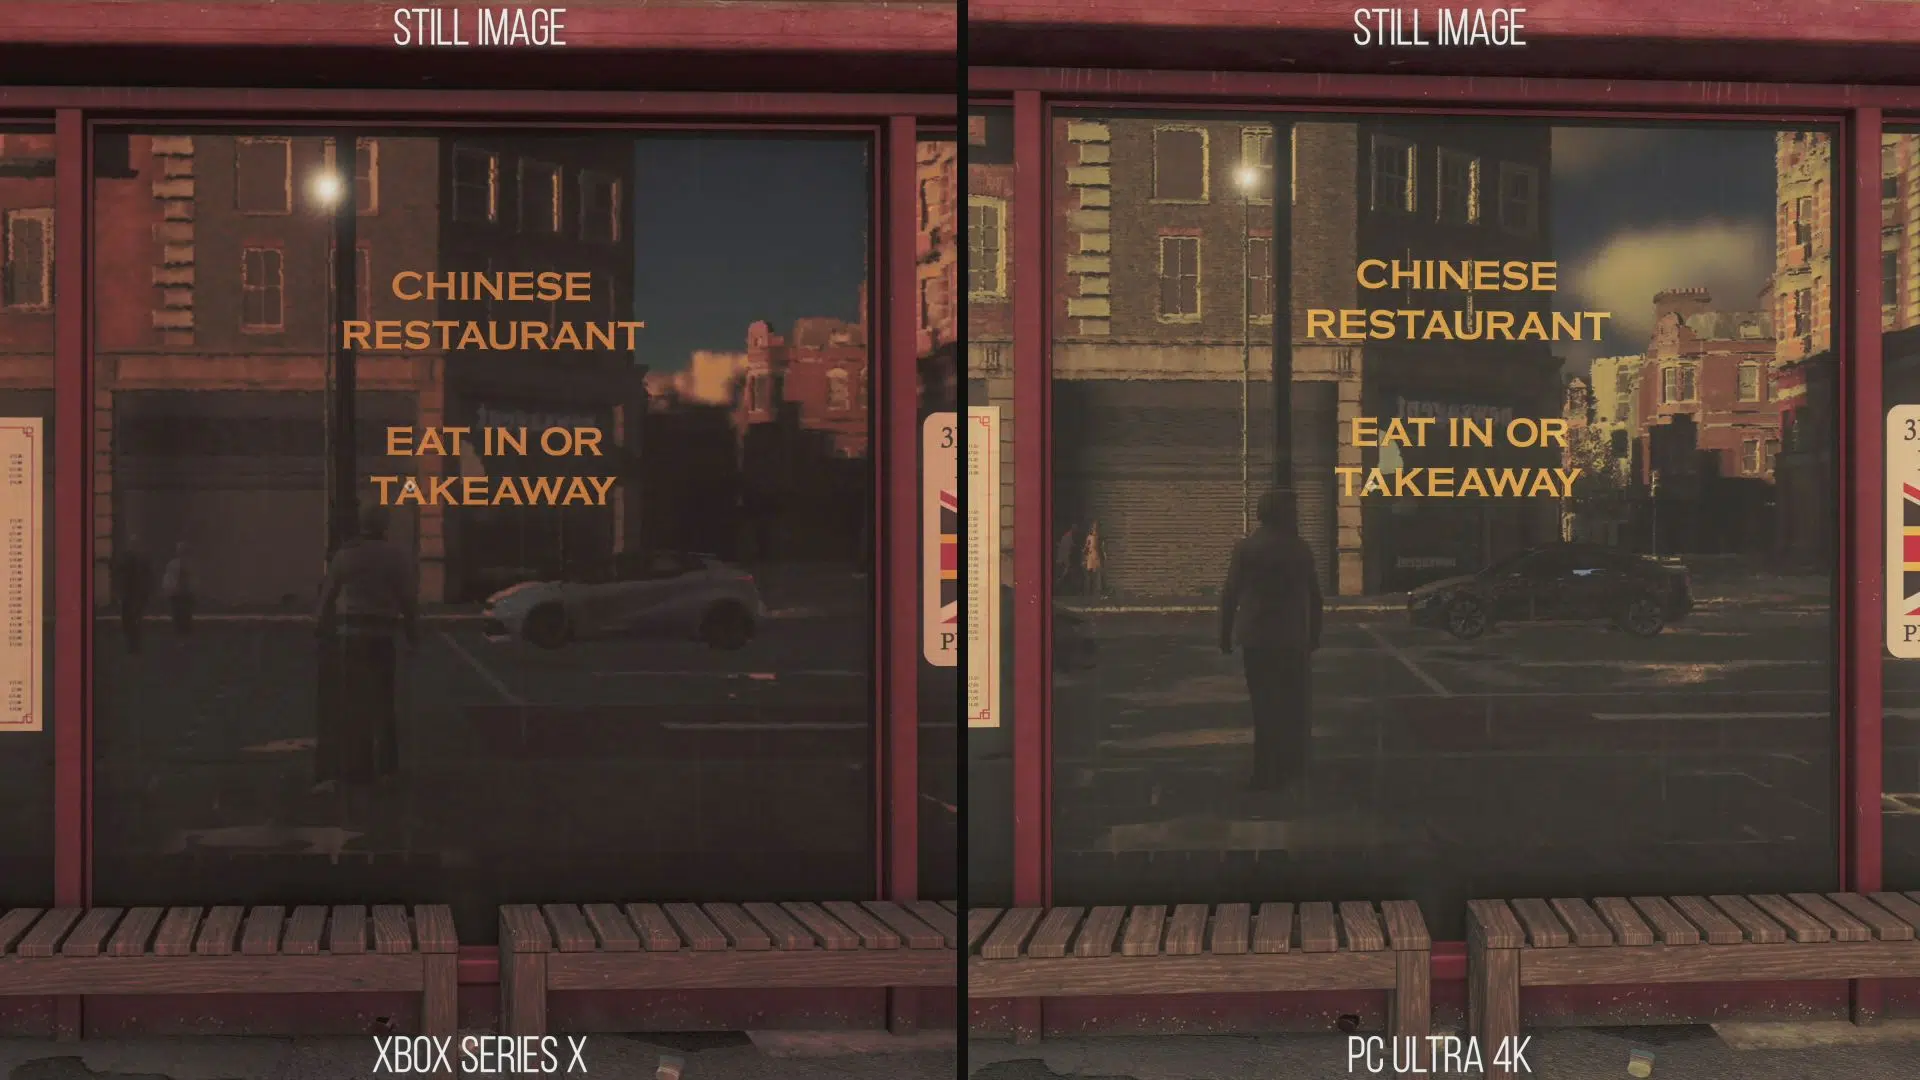 STILL IMAGE
CHINESE
RESTAURANT
EAT IN OR
TAKEAWAY
XBOX SERIES X
STILL IMAGE
CHINESE
RESTAURANT
EAT IN OR
TAKEAWAY
PC ULTRA 4K